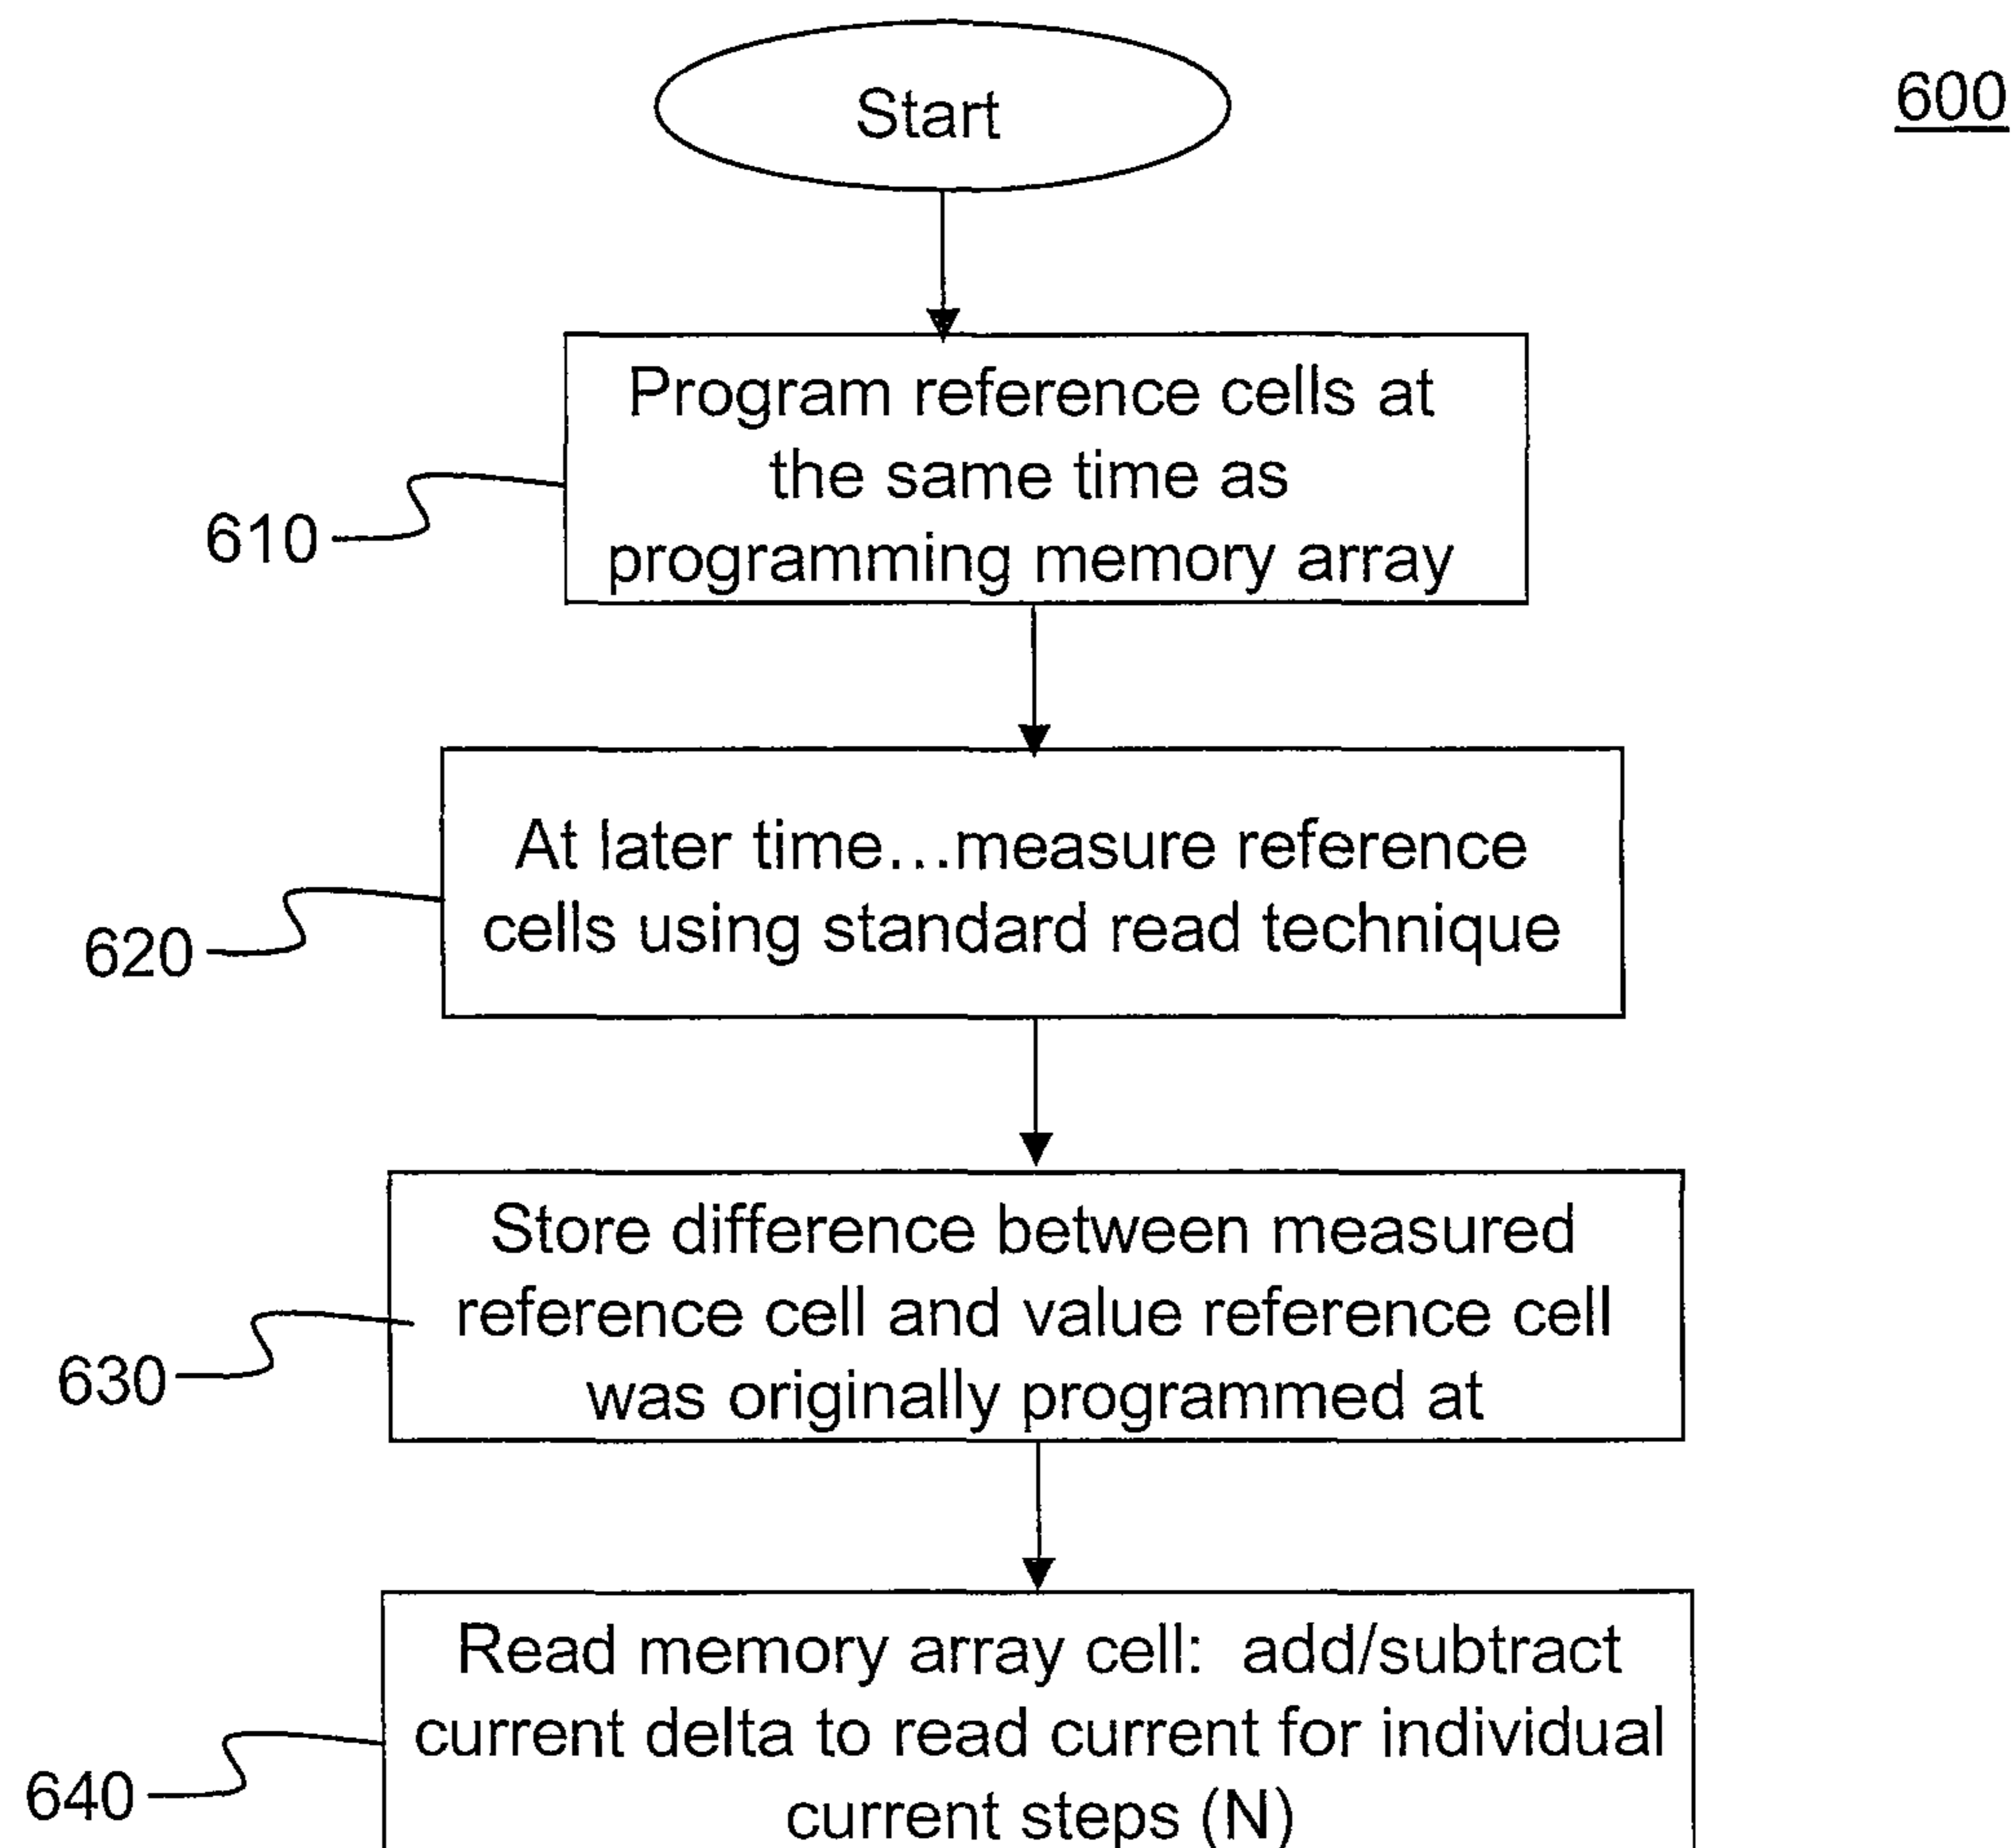 Start
600
Program reference cells at
the same time as
programming memory array
610
At later time...measure reference
cells using standard read technique
620
Store difference between measured
reference cell and value reference cell
was originally programmed at
630
Read memory array cell:  add/subtract
current delta to read current for individual
current steps (N)
640